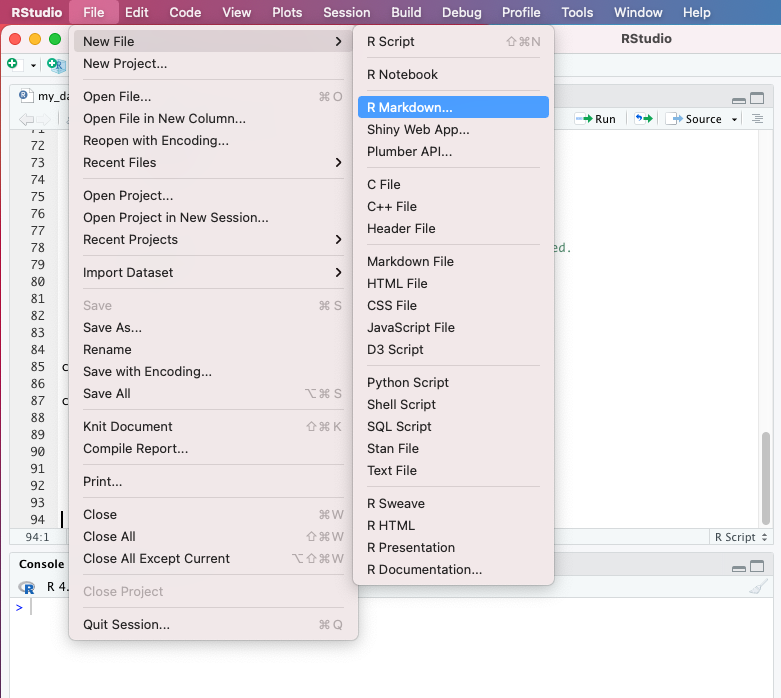 RStudio File Edit Code View Plots Session Build Debug Profile Tools Window Help
RStudio
New File
New Project...
Open File... ⌘O
Open File in New Column...
Reopen with Encoding...
Recent Files
Open Project...
Open Project in New Session...
Recent Projects
Import Dataset
Save ⌘S
Save As...
Rename
Save with Encoding...
Save All ⌥⌘S
Knit Document ⇧⌘K
Compile Report...
Print...
Close ⌘W
Close All ⇧⌘W
Close All Except Current ⌥⇧⌘W
Close Project
Quit Session... ⌘Q
R Script ⇧⌘N
R Notebook
R Markdown...
Shiny Web App...
Plumber API...
C File
C++ File
Header File
Markdown File
HTML File
CSS File
JavaScript File
D3 Script
Python Script
Shell Script
SQL Script
Stan File
Text File
R Sweave
R HTML
R Presentation
R Documentation...
my_da
Run Source
71
72
73
74
75
76
77
78 ed.
79
80
81
82
83
84
85 c
86
87 c
88
89
90
91
92
93
94
94:1 R Script
Console
R 4.
>